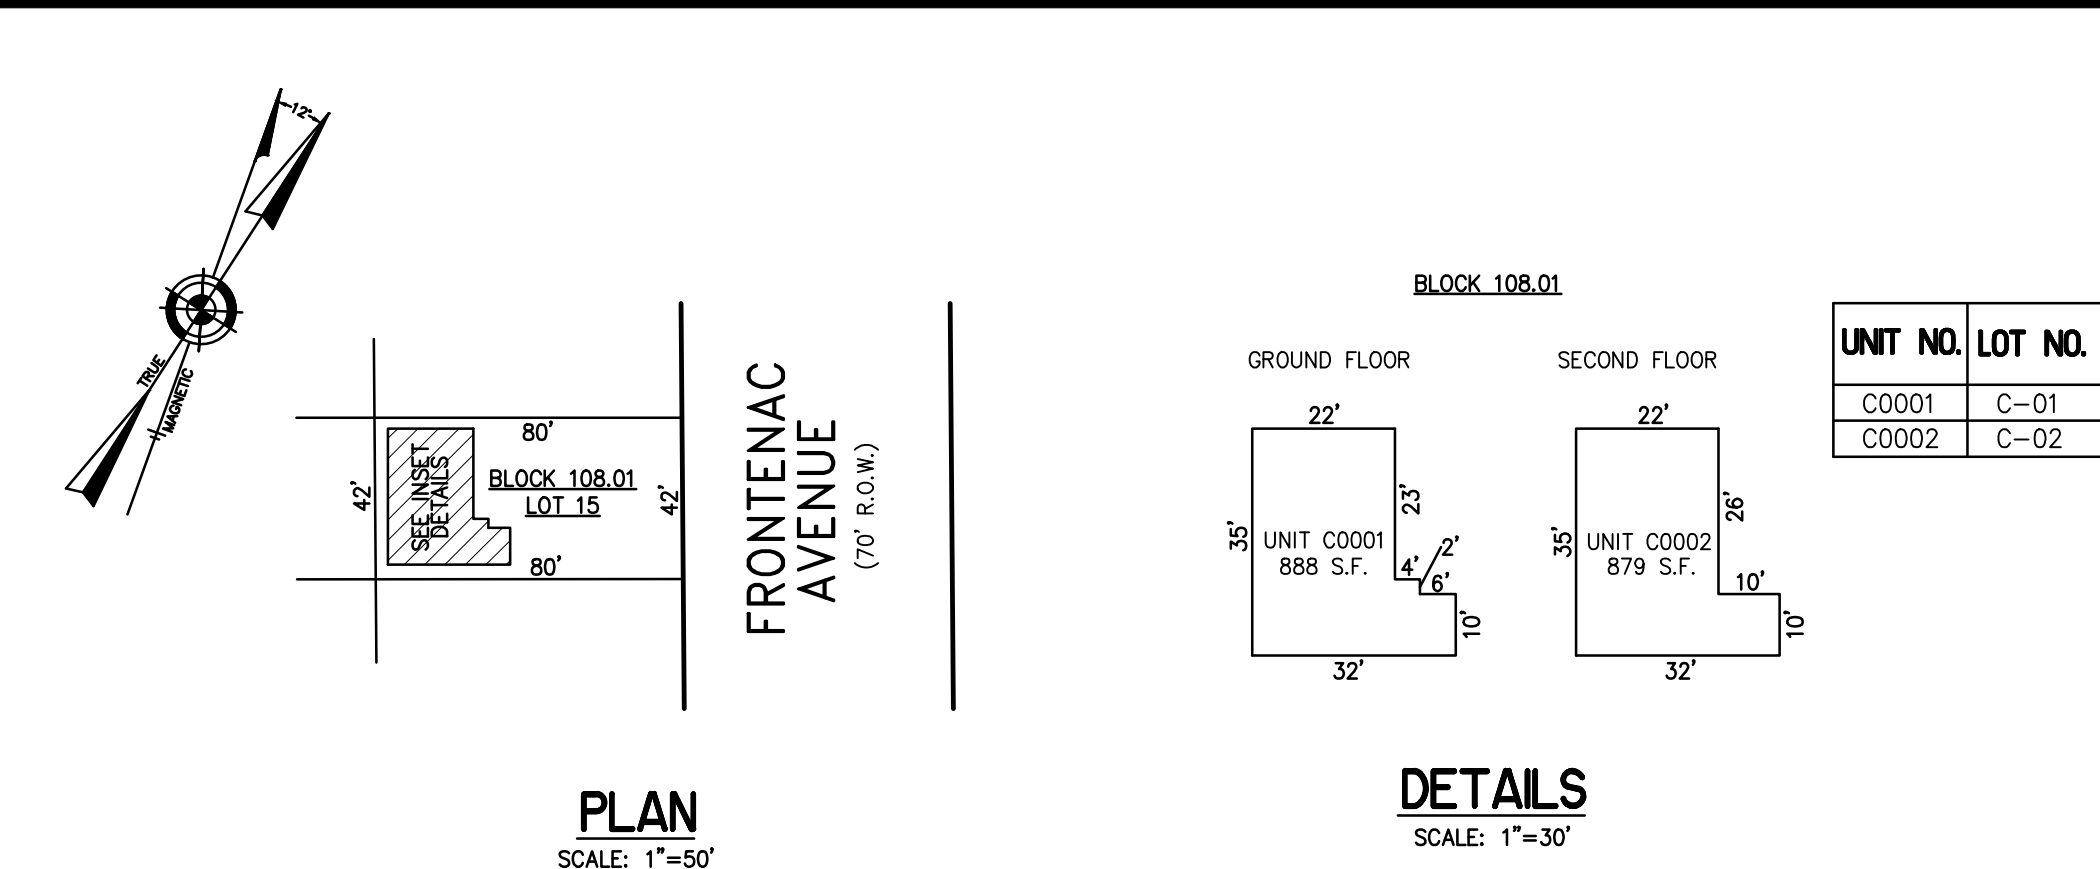 12°
TRUE
MAGNETIC
80'
42'
SEE INSET
DETAILS
BLOCK 108.01
LOT 15
42'
80'
FRONTENAC
AVENUE
(70' R.O.W.)
PLAN
SCALE: 1"=50'
BLOCK 108.01
GROUND FLOOR
22'
23'
35'
UNIT C0001
888 S.F.
4'
2'
6'
10'
32'
SECOND FLOOR
22'
26'
35'
UNIT C0002
879 S.F.
10'
10'
32'
DETAILS
SCALE: 1"=30'
UNIT NO. LOT NO.
C0001 C-01
C0002 C-02